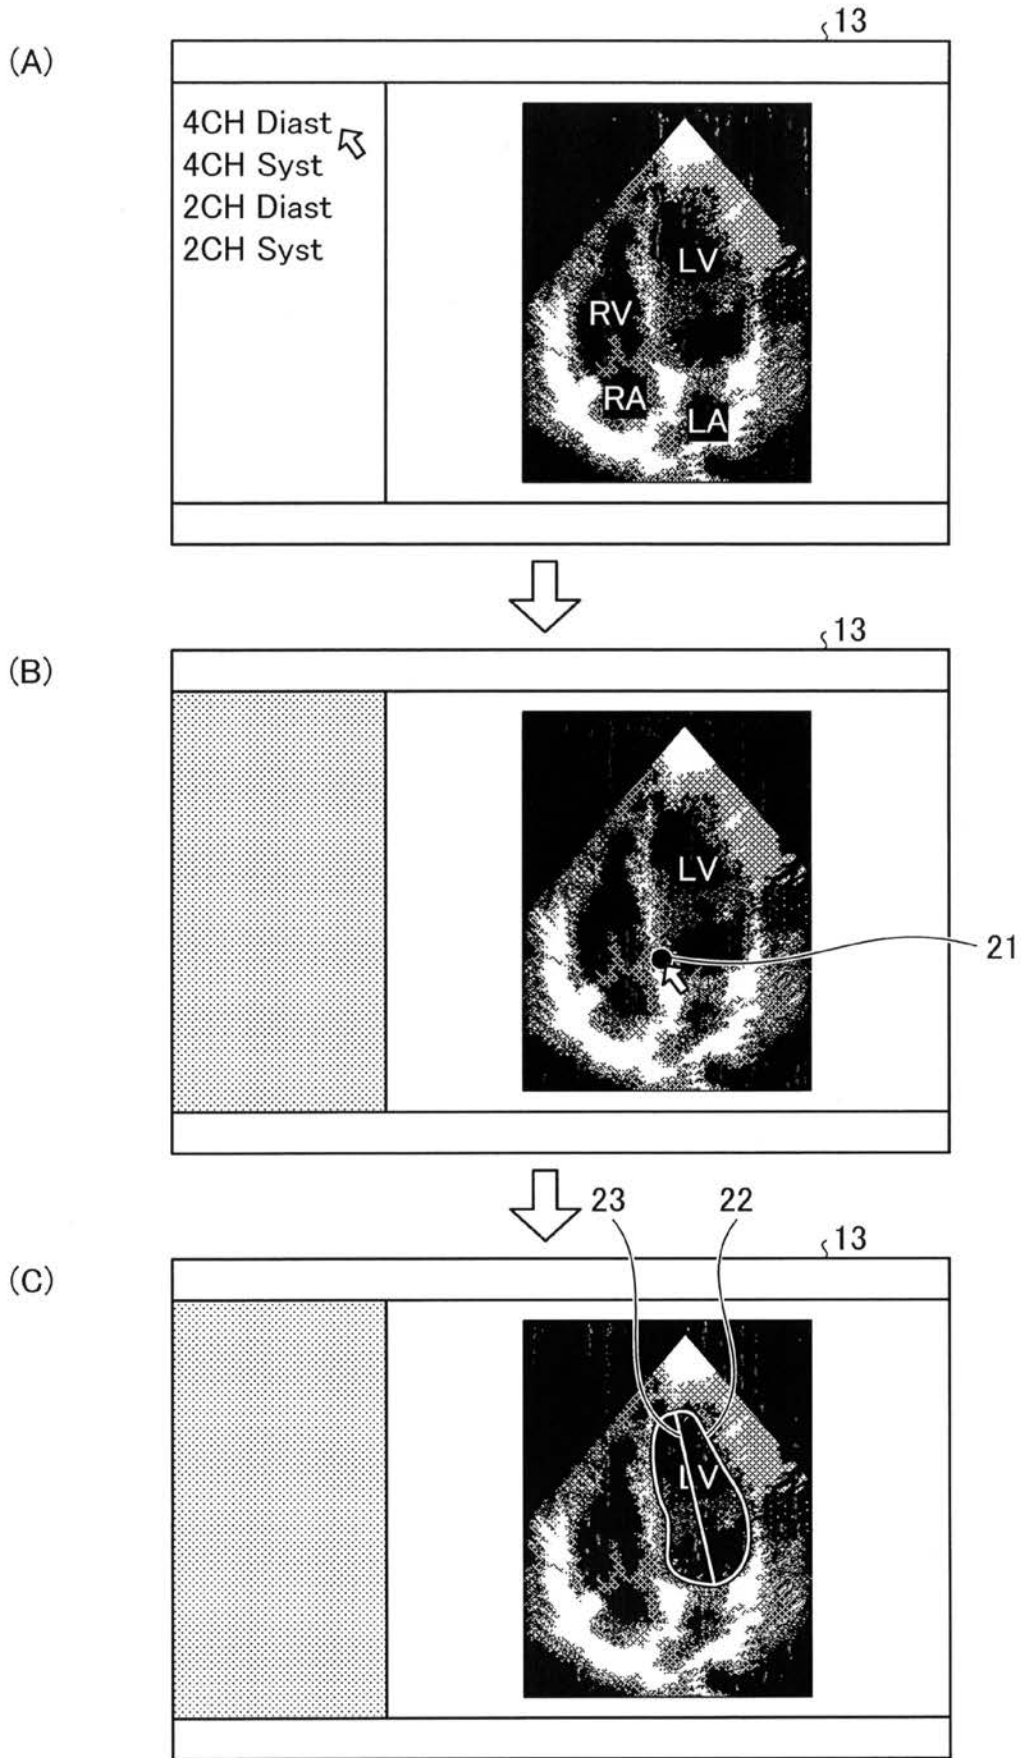 13
(A)
4CH Diast
4CH Syst
2CH Diast
2CH Syst
LV
RV
RA
LA
13
(B)
LV
21
23
22
13
(C)
LV